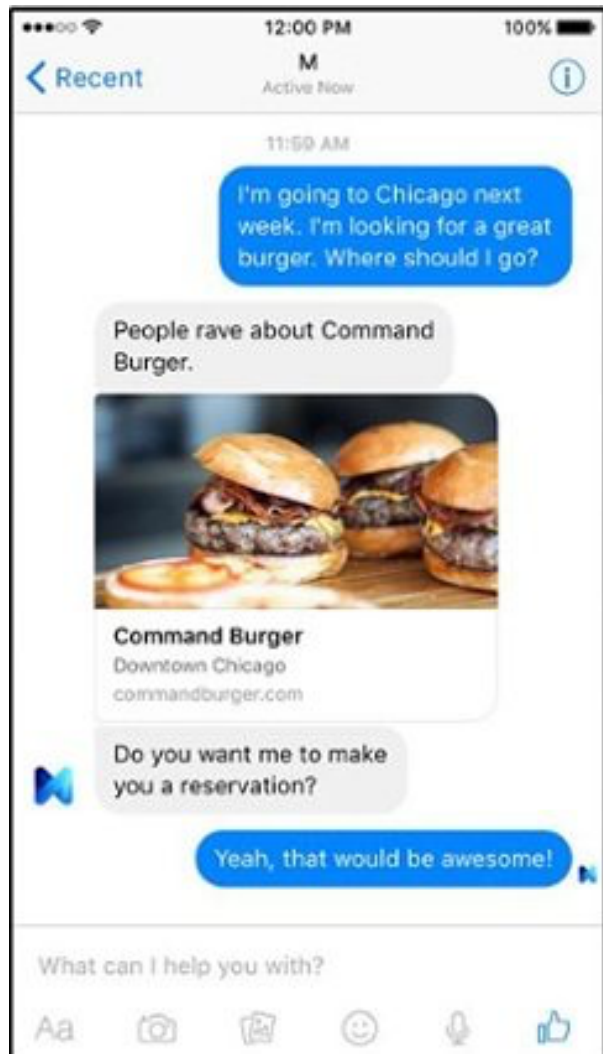 12:00 PM
100%
Recent
M
Active Now
11:59 AM
I'm going to Chicago next
week. I'm looking for a great
burger. Where should I go?
People rave about Command
Burger.
Command Burger
Downtown Chicago
commandburger.com
Do you want me to make
you a reservation?
Yeah, that would be awesome!
What can I help you with?
Aa